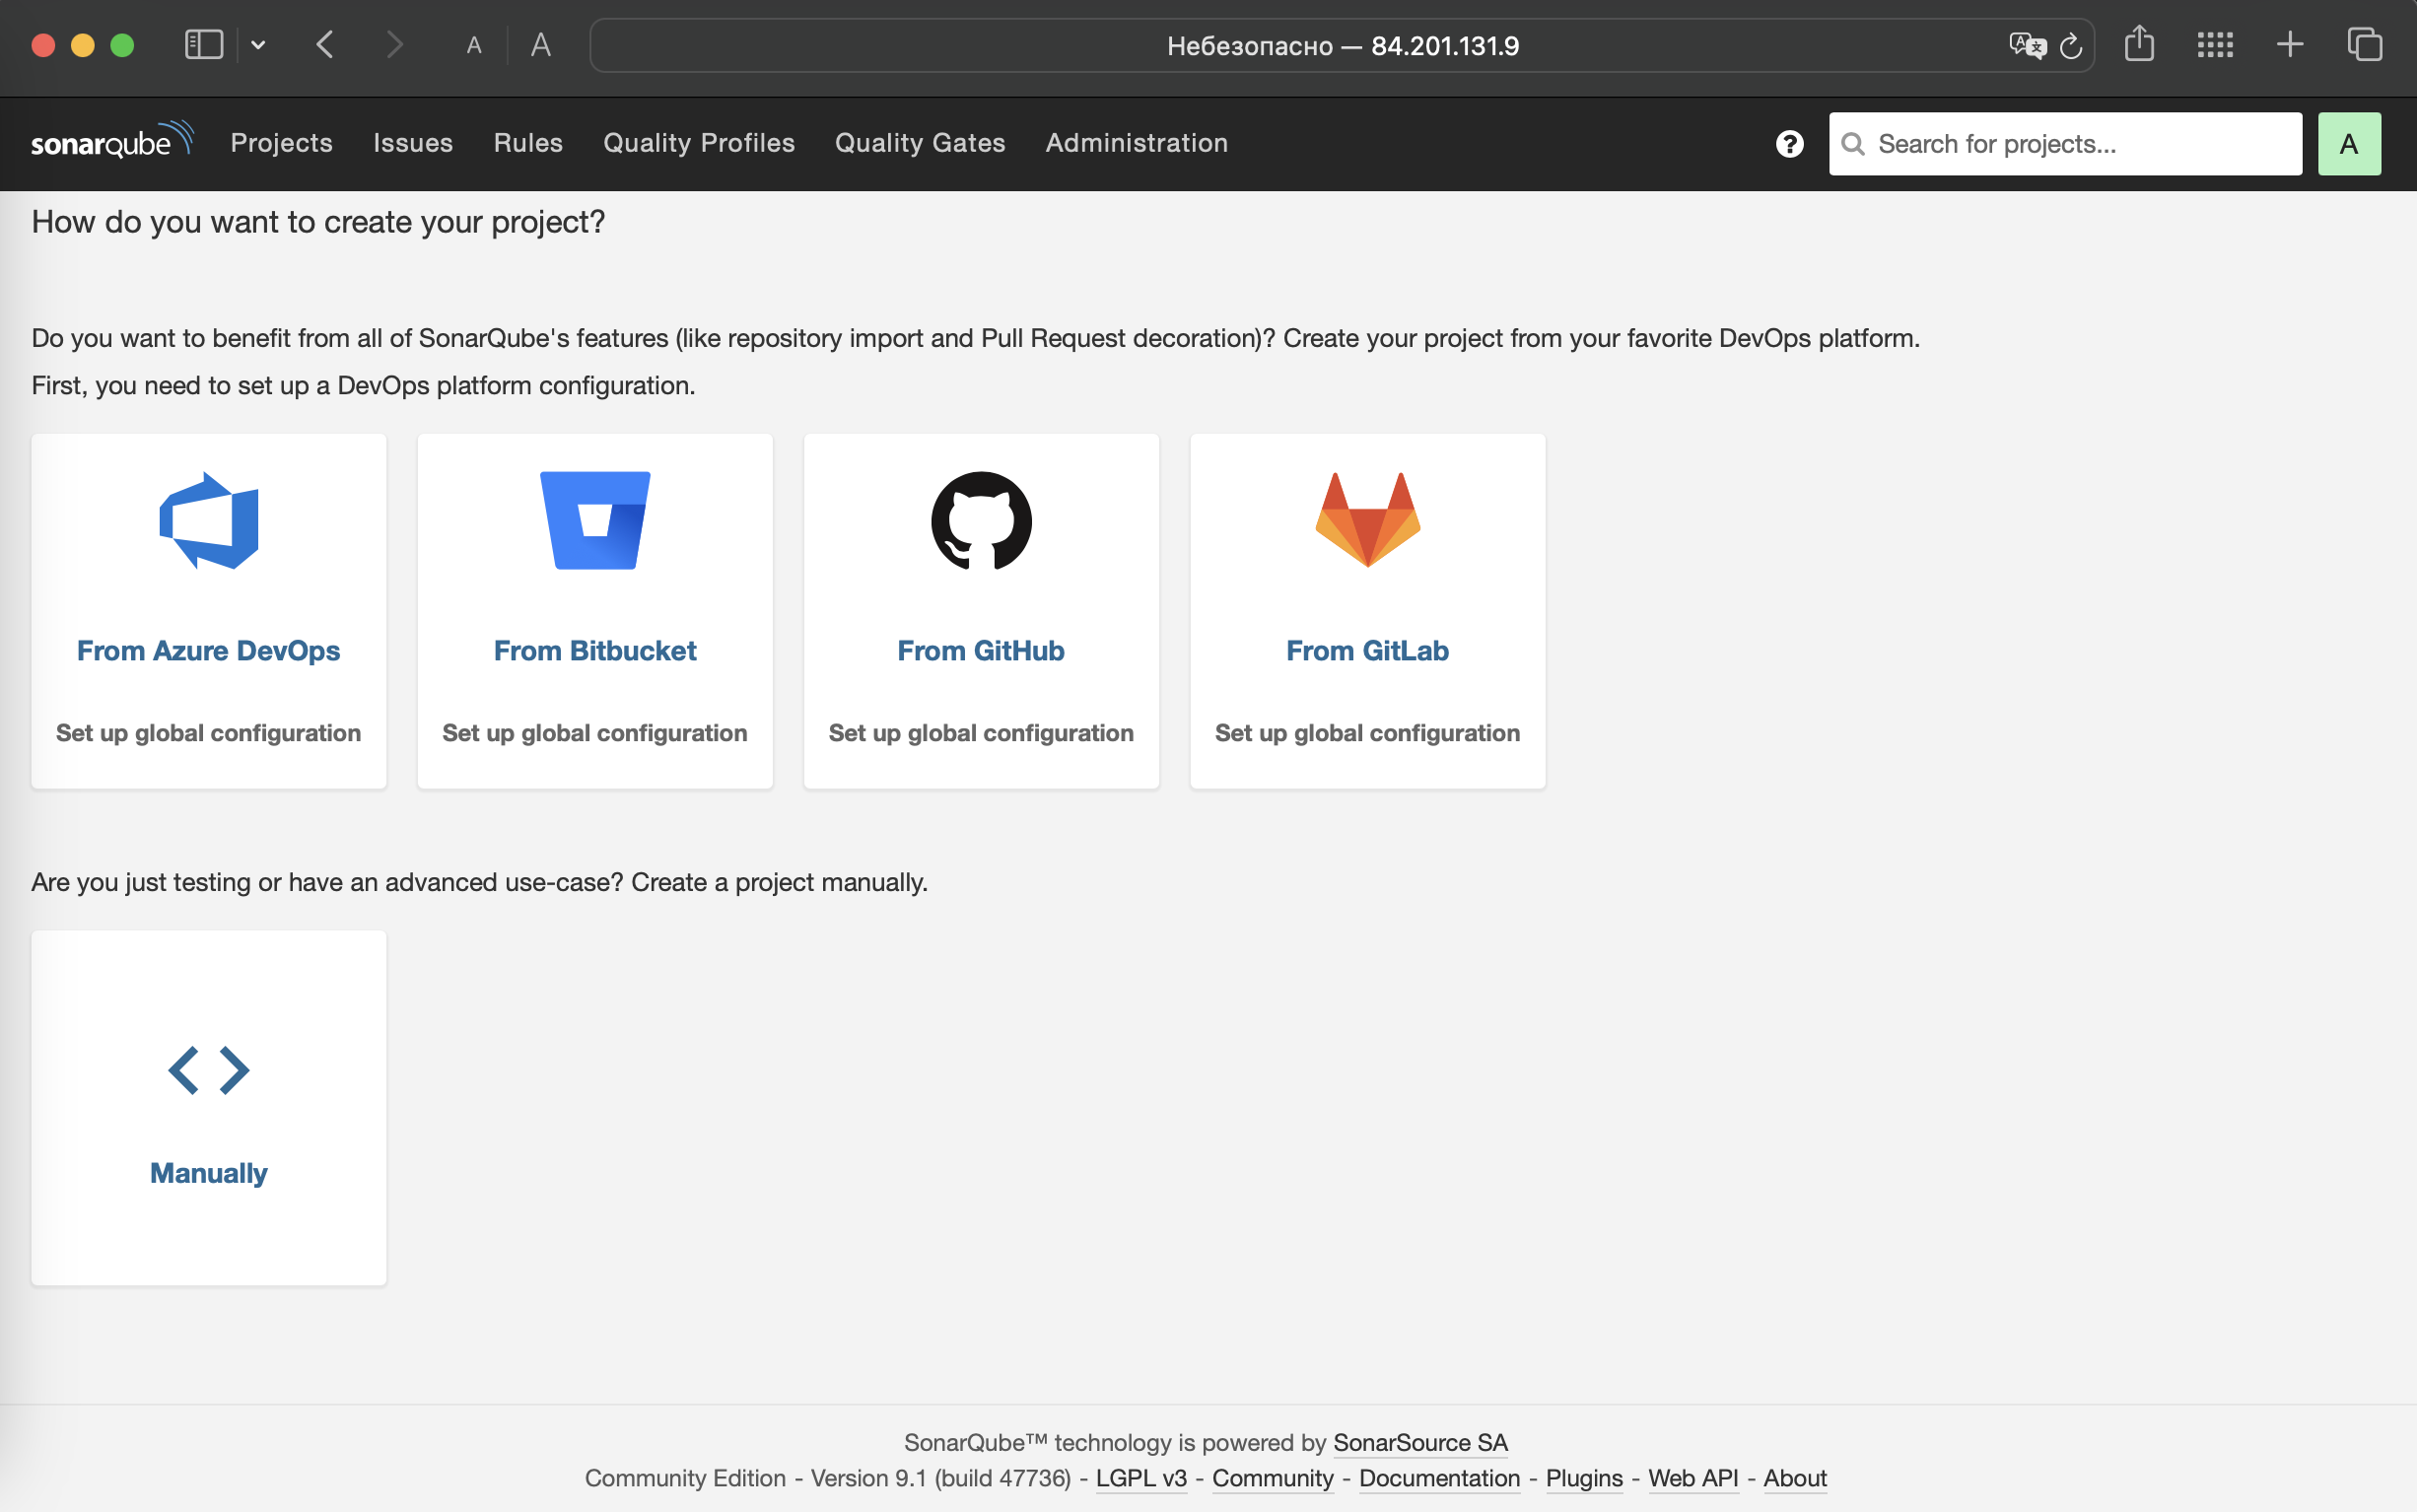 A A Небезопасно — 84.201.131.9
sonarqube Projects Issues Rules Quality Profiles Quality Gates Administration ? Search for projects... A
How do you want to create your project?
Do you want to benefit from all of SonarQube's features (like repository import and Pull Request decoration)? Create your project from your favorite DevOps platform.
First, you need to set up a DevOps platform configuration.
From Azure DevOps From Bitbucket From GitHub From GitLab
Set up global configuration Set up global configuration Set up global configuration Set up global configuration
Are you just testing or have an advanced use-case? Create a project manually.
Manually
SonarQube™ technology is powered by SonarSource SA
Community Edition - Version 9.1 (build 47736) - LGPL v3 - Community - Documentation - Plugins - Web API - About